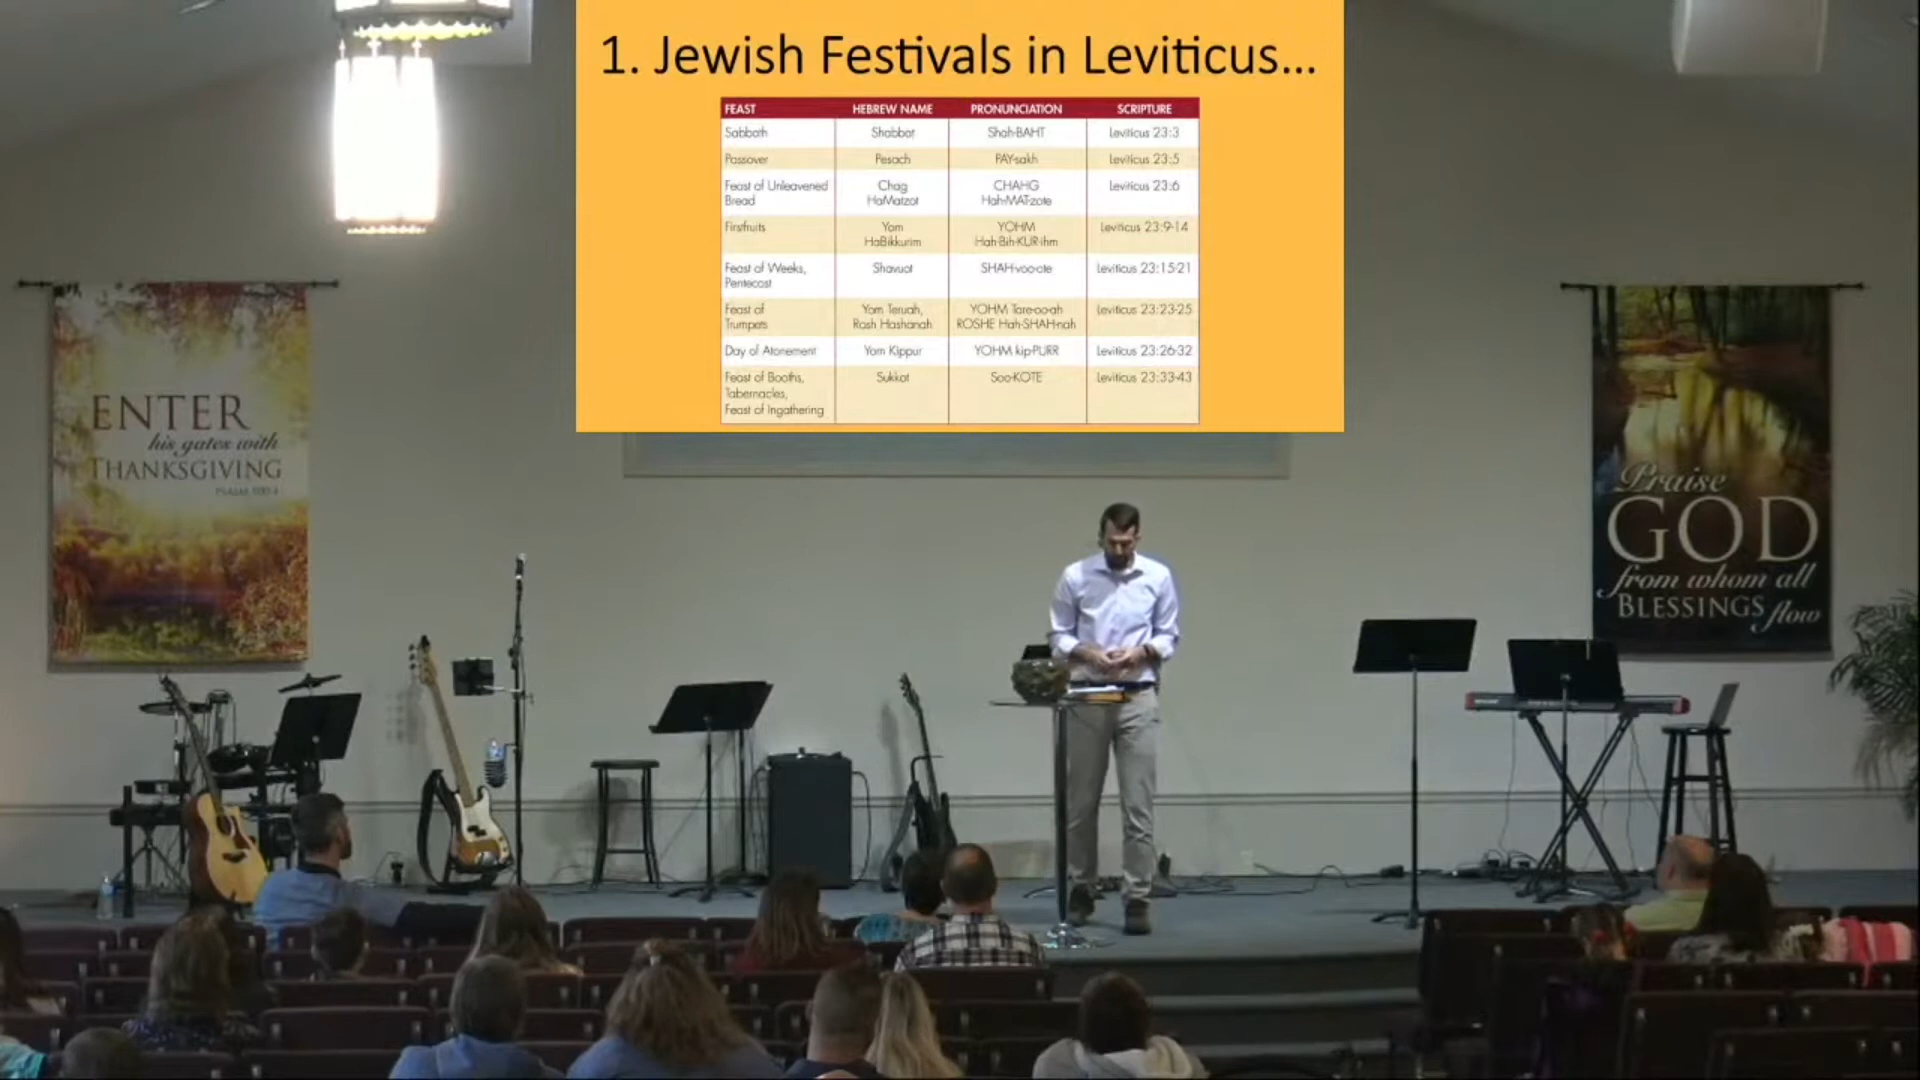 1. Jewish Festivals in Leviticus...
FEAST HEBREW NAME PRONUNCIATION SCRIPTURE
Sabbath Shabbat Shah-BAHT Leviticus 23:3
Passover Pesach PAY-sakh Leviticus 23:5
Feast of Unleavened Chag CHAHG Leviticus 23:6
Bread HaMatzot Hah-MAT-zote
Firstfruits Yom YOHM Leviticus 23:9-14
HaBikkurim Hah-Bih-KUR-ihm
Feast of Weeks, Shavuot SHAH-voo-ote Leviticus 23:15-21
Pentecost
Feast of Yom Teruah, YOHM Tare-oo-ah Leviticus 23:23-25
Trumpets Rosh Hashanah ROSHE Hah-SHAH-nah
Day of Atonement Yom Kippur YOHM kip-PURR Leviticus 23:26-32
Feast of Booths, Sukkot Soo-KOTE Leviticus 23:33-43
Tabernacles,
Feast of Ingathering
ENTER
his gates with
THANKSGIVING
PSALM 100:4
Praise
GOD
from whom all
BLESSINGS flow